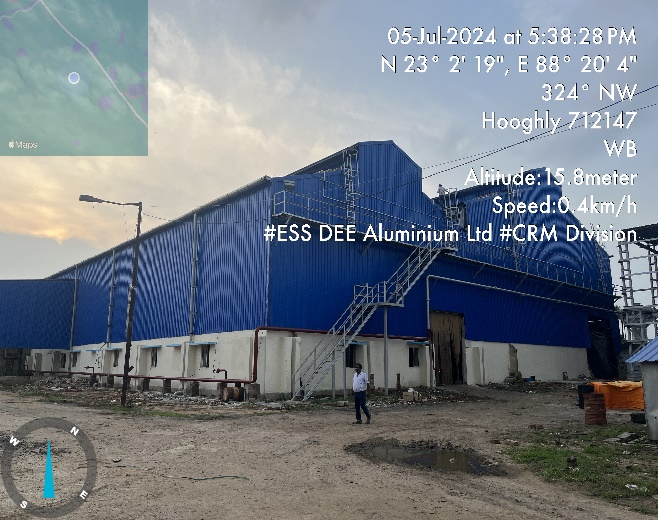 05-Jul-2024 at 5:38:28 PM
N 23° 2' 19", E 88° 20' 4"
324° NW
Hooghly 712147
WB
Altitude:15.8meter
Speed:0.4km/h
#ESS DEE Aluminium Ltd #CRM Division
Maps
N
W
E
S